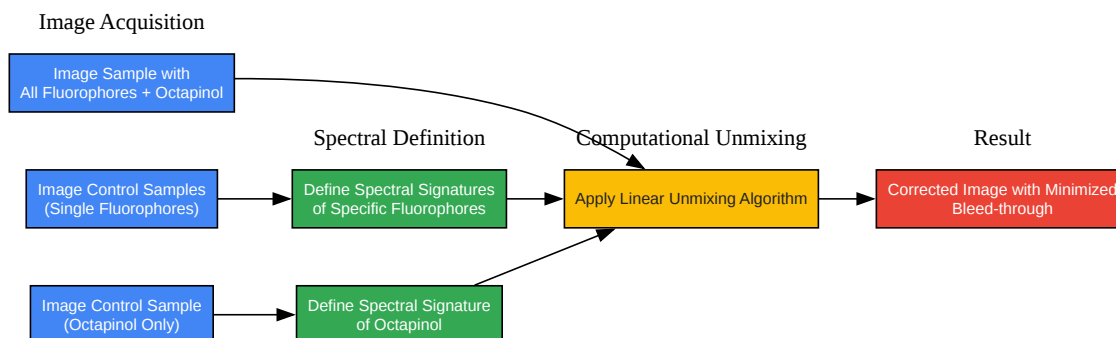 Image Acquisition
Image Sample with
All Fluorophores + Octapinol
Spectral Definition
Computational Unmixing
Result
Image Control Samples
(Single Fluorophores)
Define Spectral Signatures
of Specific Fluorophores
Apply Linear Unmixing Algorithm
Corrected Image with Minimized
Bleed-through
Image Control Sample
(Octapinol Only)
Define Spectral Signature
of Octapinol